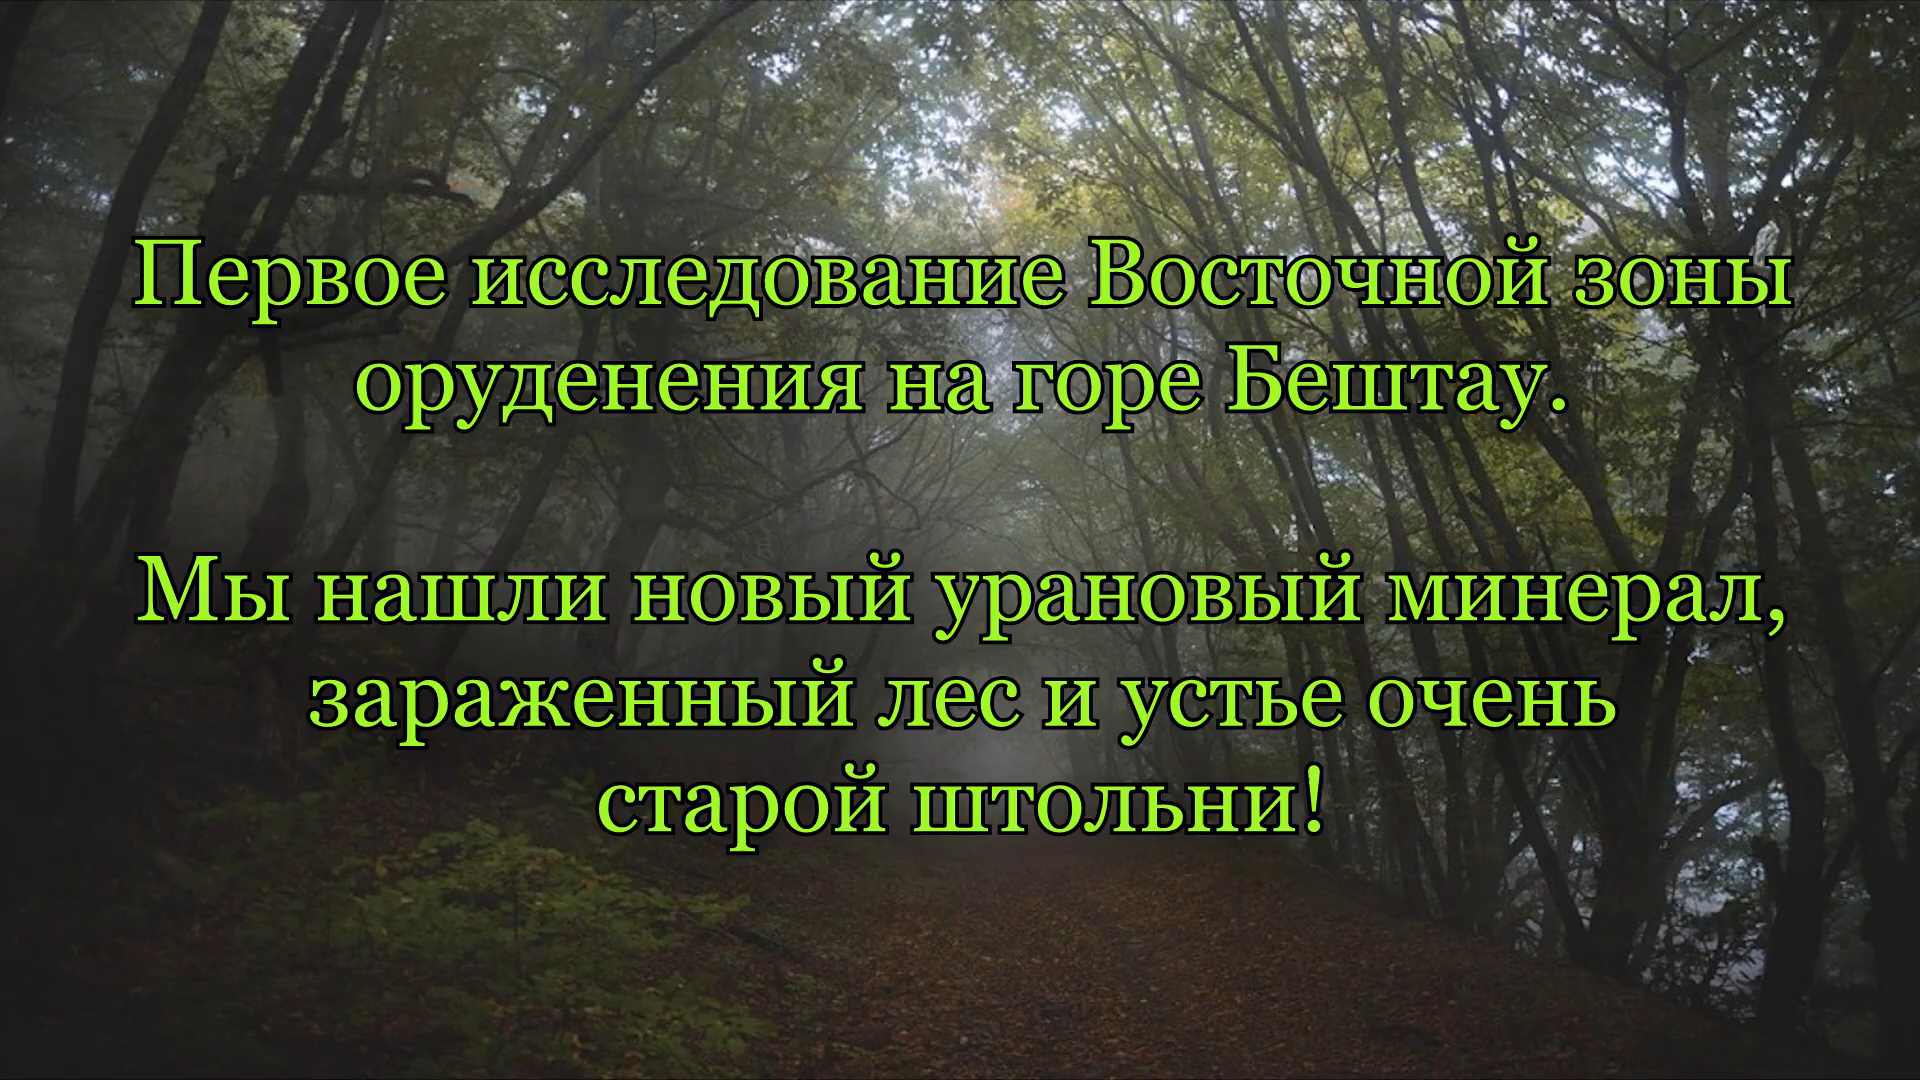 Первое исследование Восточной зоны
оруденения на горе Бештау.
Мы нашли новый урановый минерал,
зараженный лес и устье очень
старой штольни!